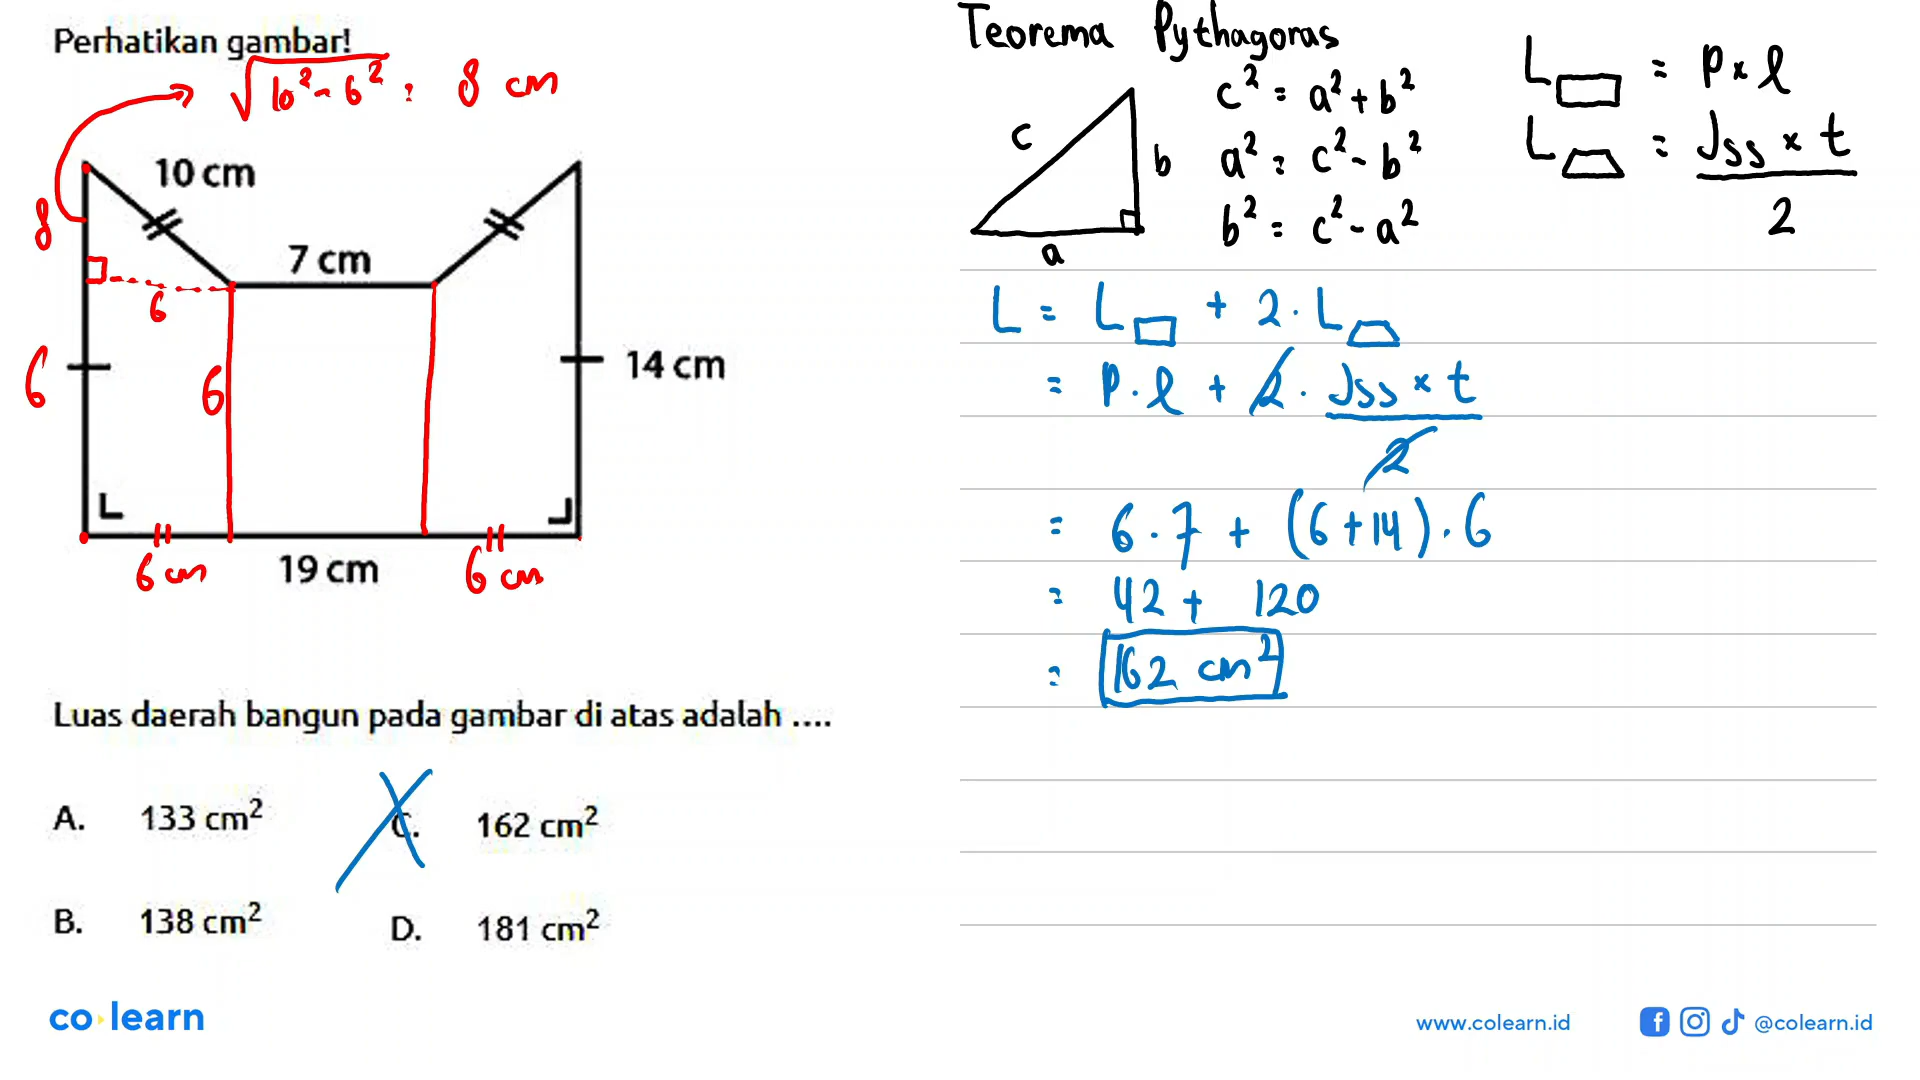 Perhatikan gambar!
√10² - 6² = 8 cm
10 cm
8
7 cm
6
6
6
14 cm
6 cm
19 cm
6 cm
Luas daerah bangun pada gambar di atas adalah ....
A. 133 cm²
C. 162 cm²
B. 138 cm²
D. 181 cm²
co learn
Teorema Pythagoras
c
b
a
c² = a² + b²
a² = c² - b²
b² = c² - a²
L▭ = p x l
L⏢ = Jss x t
2
L = L▭ + 2 . L⏢
= p . l + 2 . Jss x t
2
= 6 . 7 + (6 + 14) . 6
= 42 + 120
= 162 cm²
www.colearn.id
@colearn.id